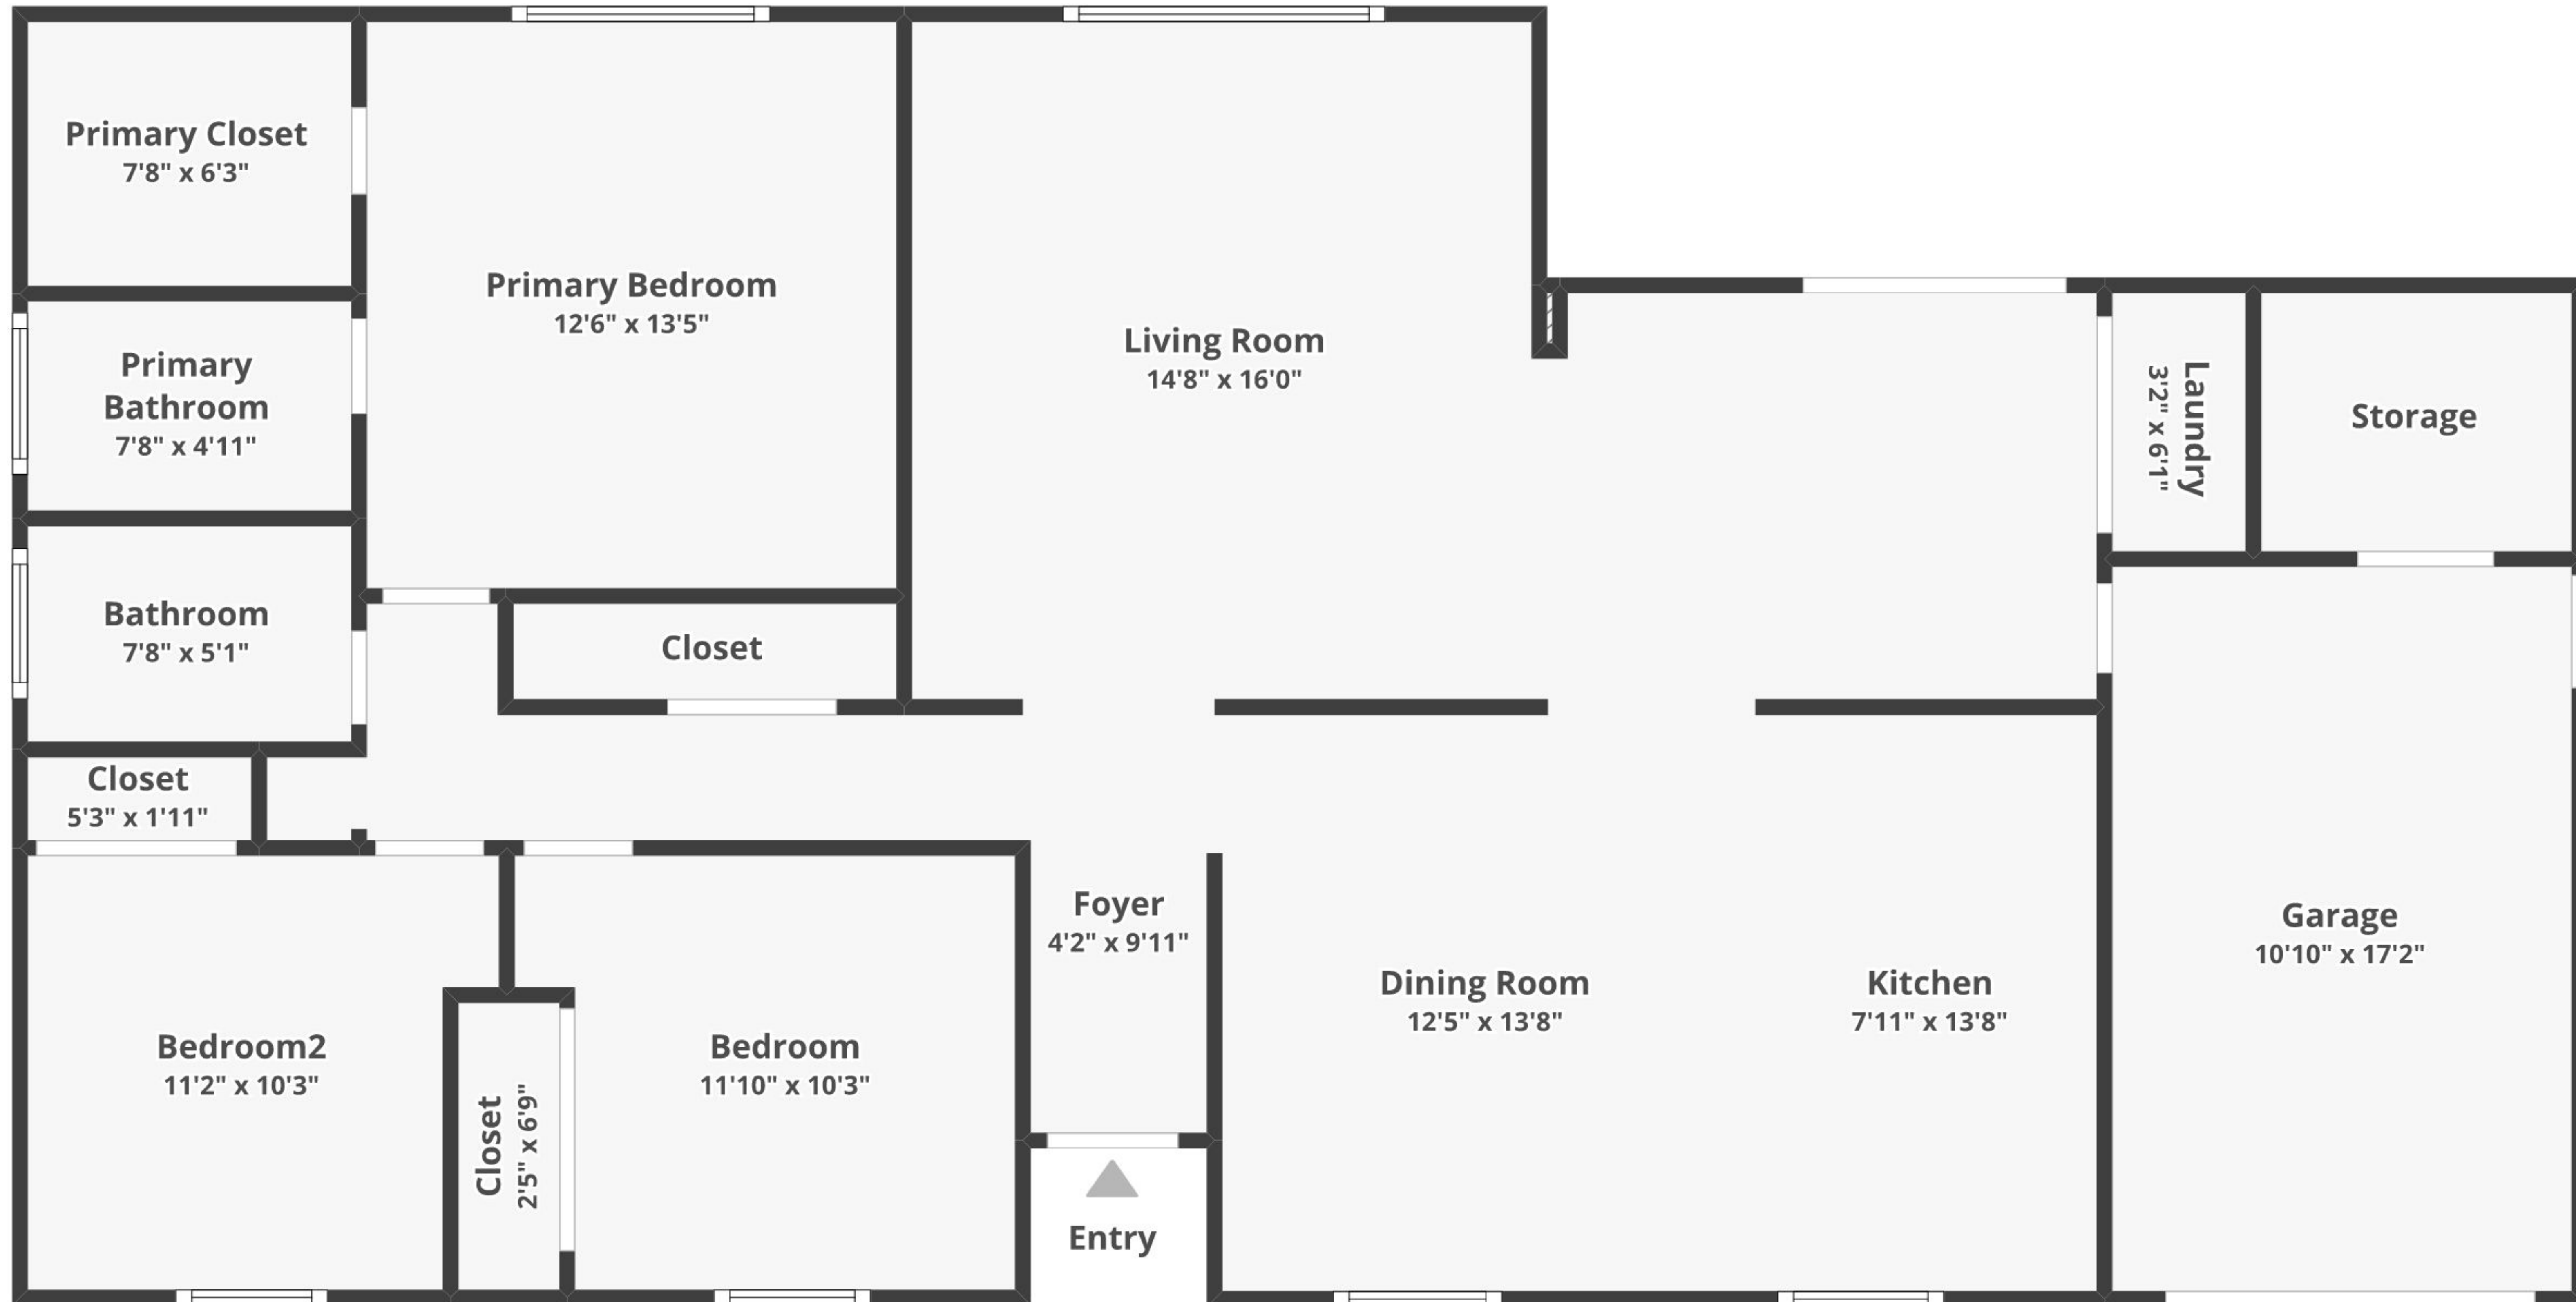 Primary Closet
7'8" x 6'3"
Primary Bedroom
12'6" x 13'5"
Living Room
14'8" x 16'0"
Primary
Bathroom
7'8" x 4'11"
Laundry
3'2" x 6'1"
Storage
Bathroom
7'8" x 5'1"
Closet
Closet
5'3" x 1'11"
Foyer
4'2" x 9'11"
Garage
10'10" x 17'2"
Dining Room
12'5" x 13'8"
Kitchen
7'11" x 13'8"
Bedroom2
11'2" x 10'3"
Closet
2'5" x 6'9"
Bedroom
11'10" x 10'3"
Entry